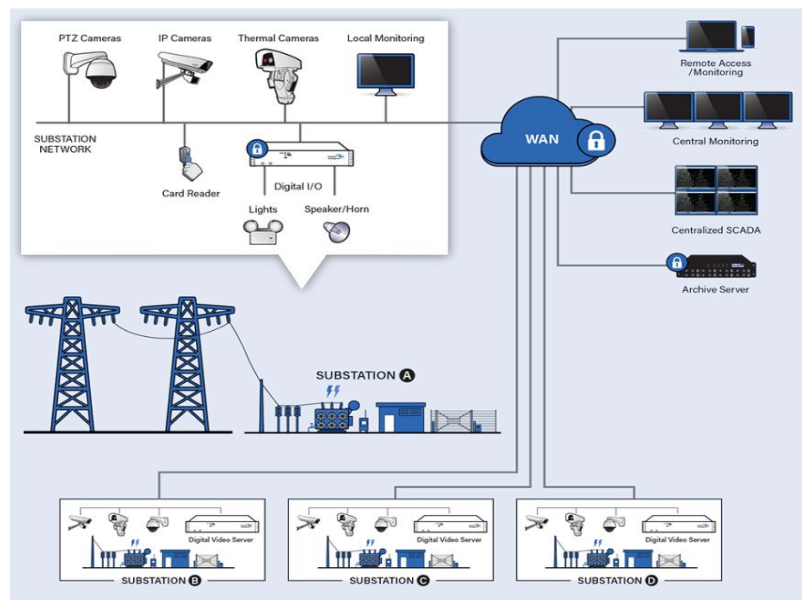 PTZ Cameras
IP Cameras
Thermal Cameras
Local Monitoring
SUBSTATION
NETWORK
Card Reader
Digital I/O
Lights
Speaker/Horn
WAN
Remote Access
/Monitoring
Central Monitoring
Centralized SCADA
Archive Server
SUBSTATION A
Digital Video Server
SUBSTATION B
Digital Video Server
SUBSTATION C
Digital Video Server
SUBSTATION D